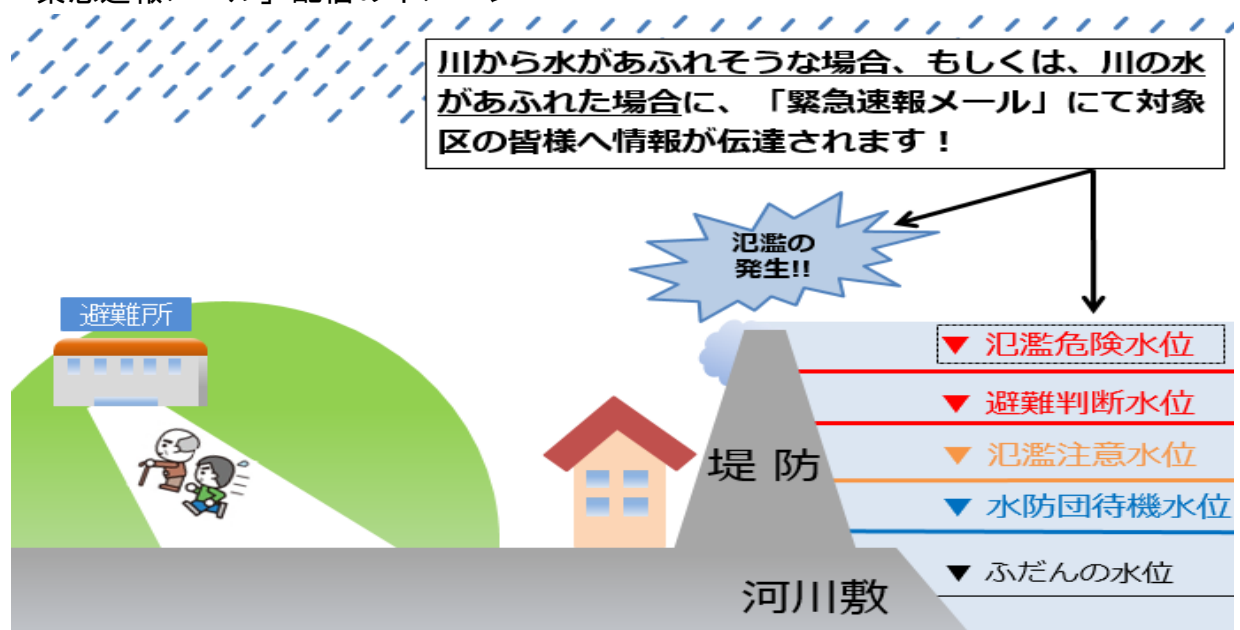 川から水があふれそうな場合、もしくは、川の水
があふれた場合に、「緊急速報メール」にて対象
区の皆様へ情報が伝達されます！
氾濫の
発生!!
避難所
▼ 氾濫危険水位
▼ 避難判断水位
▼ 氾濫注意水位
▼ 水防団待機水位
▼ ふだんの水位
堤 防
河川敷